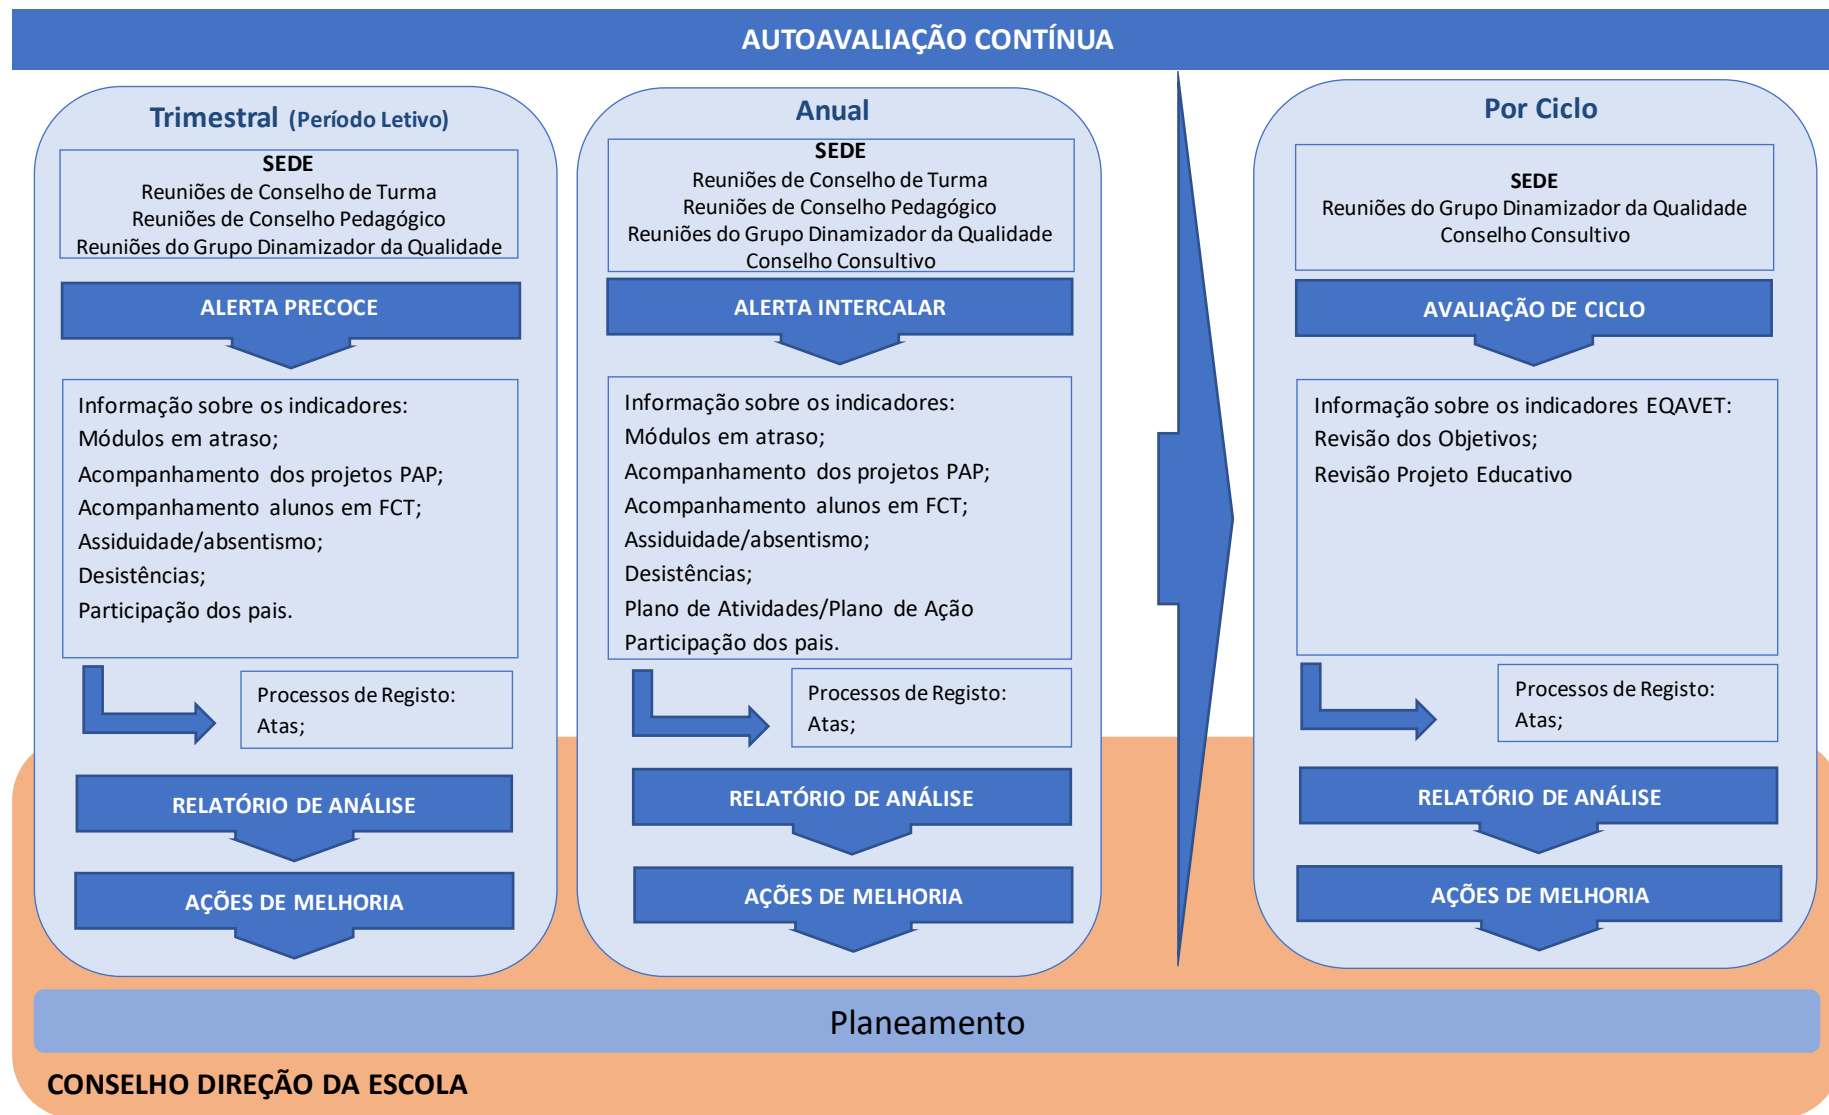 AUTOAVALIAÇÃO CONTÍNUA
Trimestral (Período Letivo)
SEDE
Reuniões de Conselho de Turma
Reuniões de Conselho Pedagógico
Reuniões do Grupo Dinamizador da Qualidade
ALERTA PRECOCE
Informação sobre os indicadores:
Módulos em atraso;
Acompanhamento dos projetos PAP;
Acompanhamento alunos em FCT;
Assiduidade/absentismo;
Desistências;
Participação dos pais.
Processos de Registo:
Atas;
RELATÓRIO DE ANÁLISE
AÇÕES DE MELHORIA
Anual
SEDE
Reuniões de Conselho de Turma
Reuniões de Conselho Pedagógico
Reuniões do Grupo Dinamizador da Qualidade
Conselho Consultivo
ALERTA INTERCALAR
Informação sobre os indicadores:
Módulos em atraso;
Acompanhamento dos projetos PAP;
Acompanhamento alunos em FCT;
Assiduidade/absentismo;
Desistências;
Plano de Atividades/Plano de Ação
Participação dos pais.
Processos de Registo:
Atas;
RELATÓRIO DE ANÁLISE
AÇÕES DE MELHORIA
Por Ciclo
SEDE
Reuniões do Grupo Dinamizador da Qualidade
Conselho Consultivo
AVALIAÇÃO DE CICLO
Informação sobre os indicadores EQAVET:
Revisão dos Objetivos;
Revisão Projeto Educativo
Processos de Registo:
Atas;
RELATÓRIO DE ANÁLISE
AÇÕES DE MELHORIA
Planeamento
CONSELHO DIREÇÃO DA ESCOLA